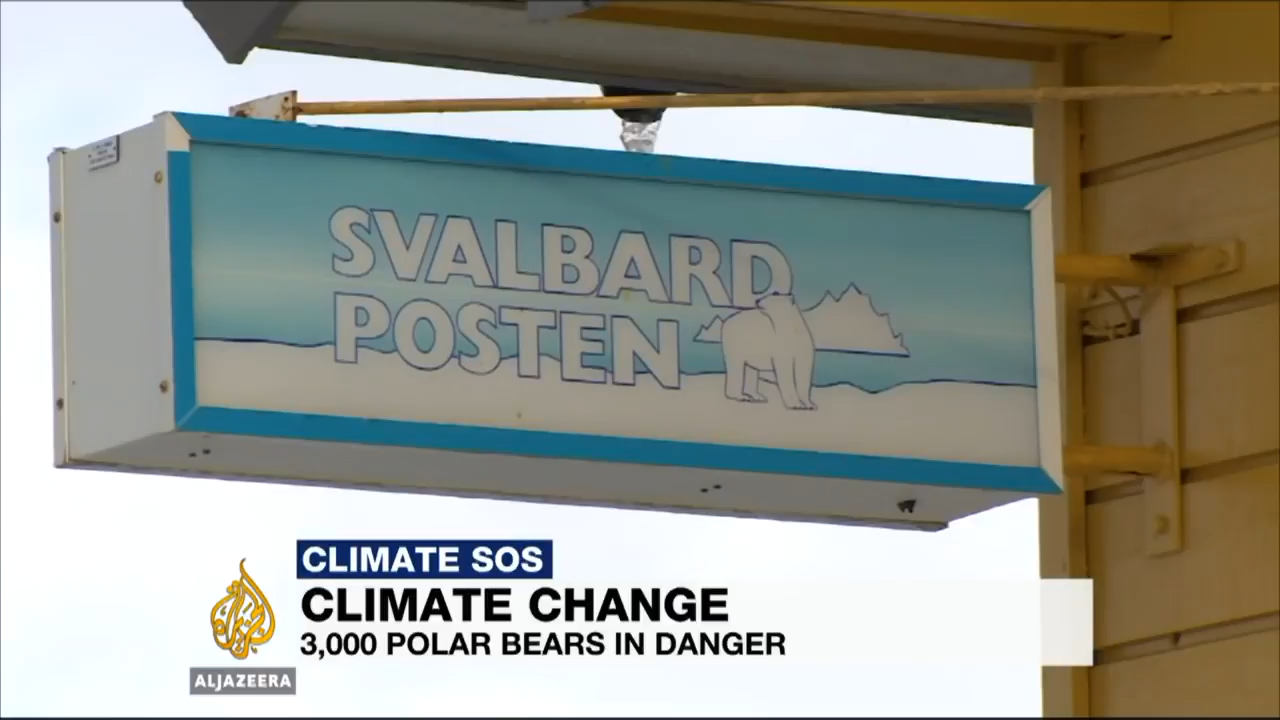 SVALBARD
POSTEN
CLIMATE SOS
CLIMATE CHANGE
3,000 POLAR BEARS IN DANGER
ALJAZEERA